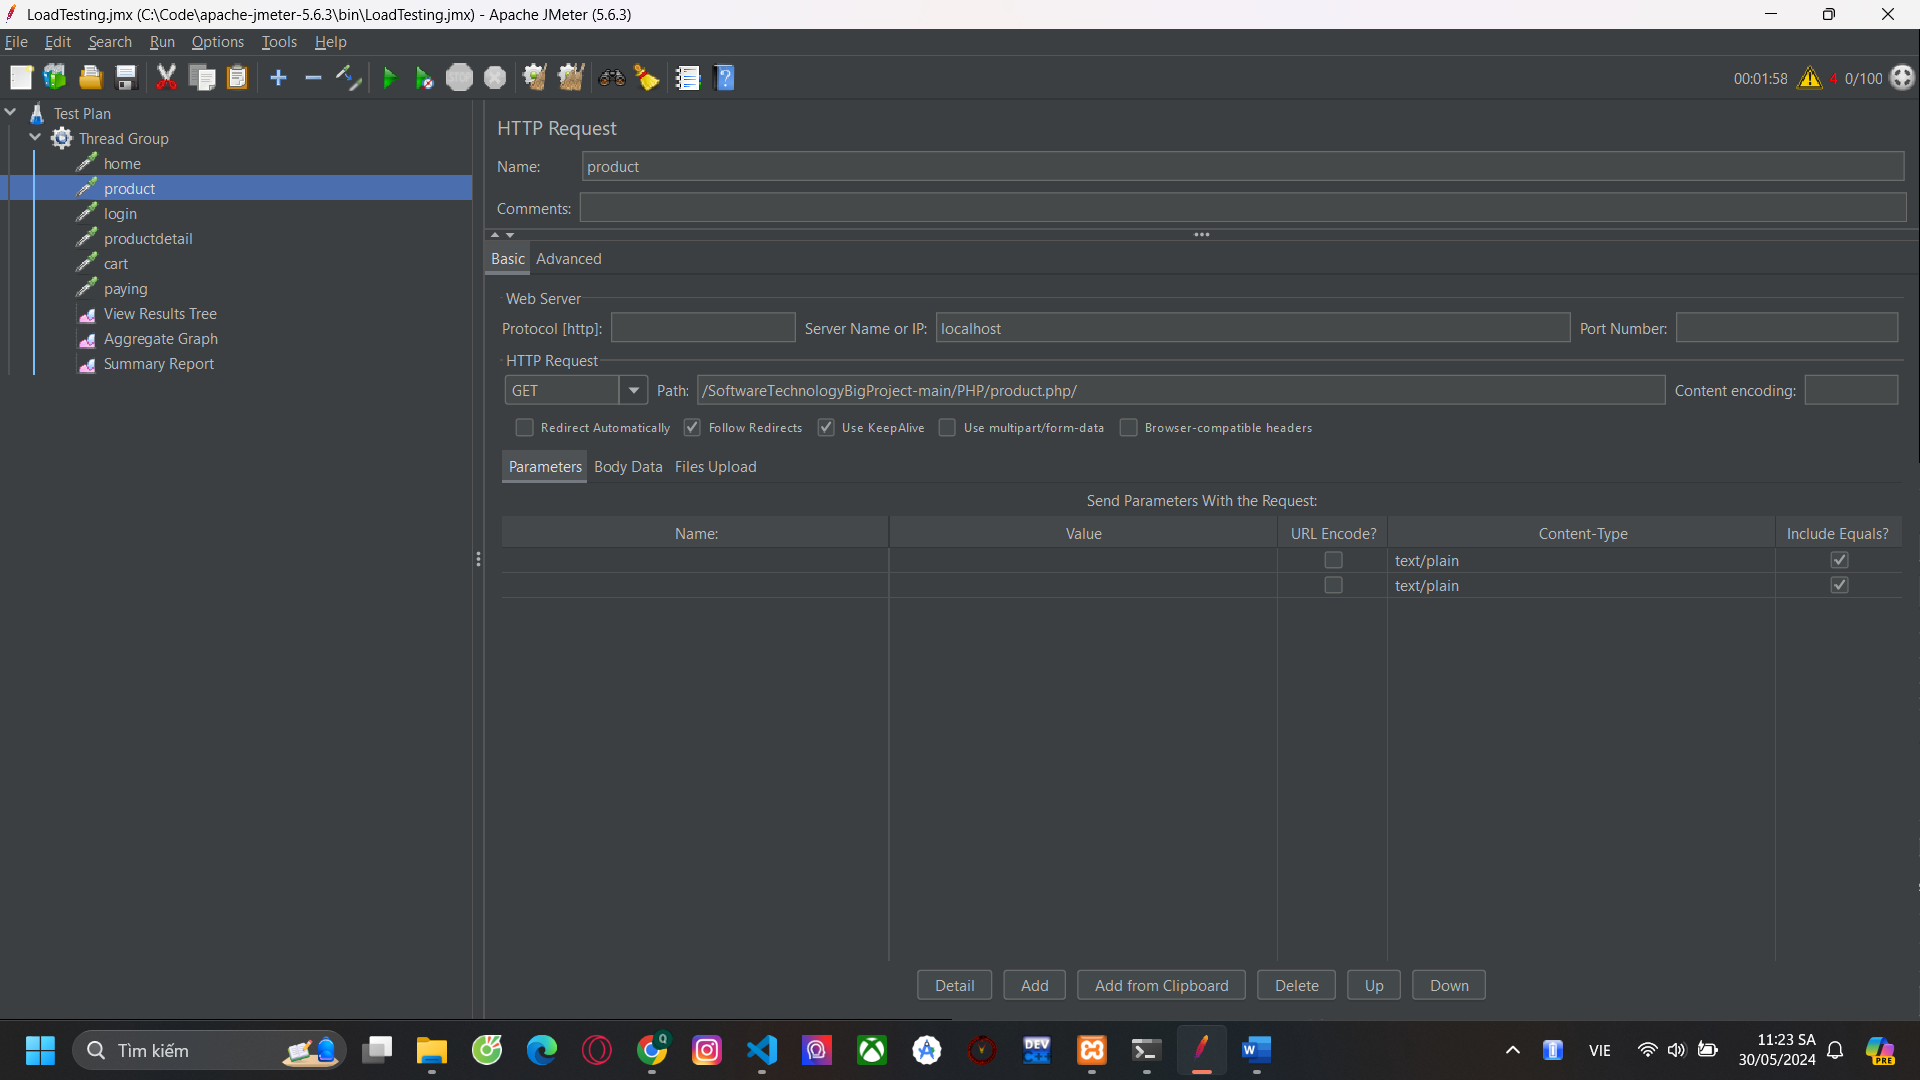 LoadTesting.jmx (C:\Code\apache-jmeter-5.6.3\bin\LoadTesting.jmx) - Apache JMeter (5.6.3)
File Edit Search Run Options Tools Help
STOP
00:01:58 4 0/100
Test Plan
Thread Group
home
product
login
productdetail
cart
paying
View Results Tree
Aggregate Graph
Summary Report
HTTP Request
Name: product
Comments:
Basic Advanced
Web Server
Protocol [http]: Server Name or IP: localhost Port Number:
HTTP Request
GET Path: /SoftwareTechnologyBigProject-main/PHP/product.php/ Content encoding:
Redirect Automatically Follow Redirects Use KeepAlive Use multipart/form-data Browser-compatible headers
Parameters Body Data Files Upload
Send Parameters With the Request:
Name: Value URL Encode? Content-Type Include Equals?
text/plain
text/plain
Detail Add Add from Clipboard Delete Up Down
Tìm kiếm
Q
DEV
C++
W
VIE
11:23 SA
30/05/2024
PRE